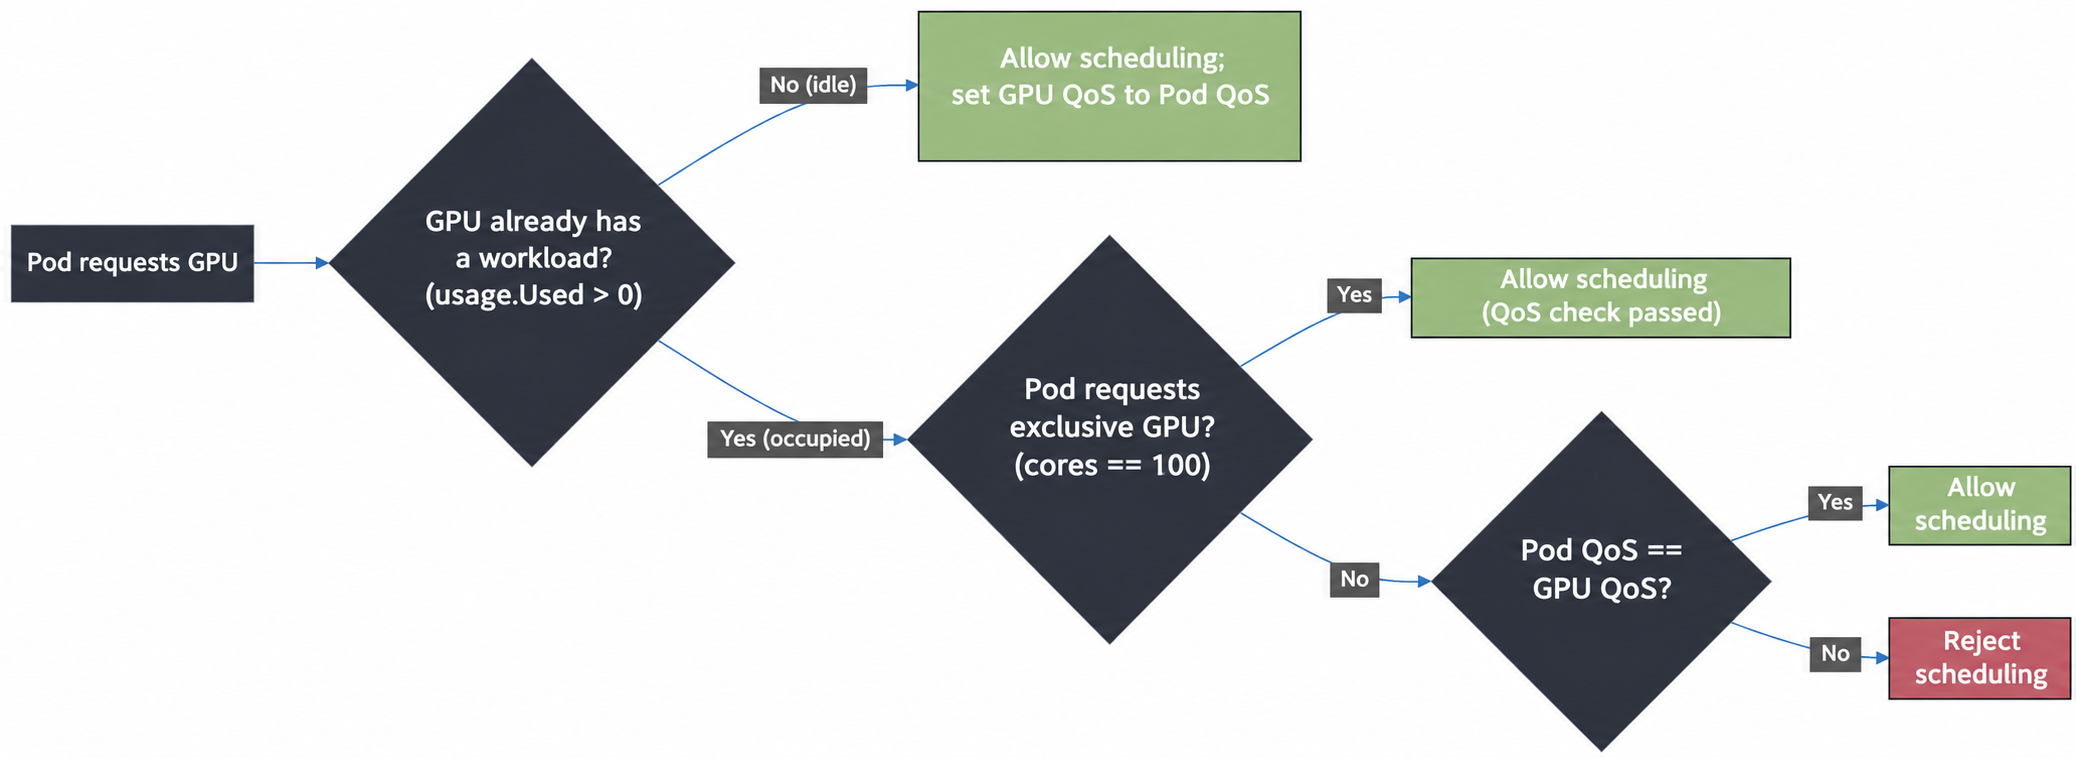 Pod requests GPU
GPU already has
a workload?
(usage.Used > 0)
No (idle)
Allow scheduling;
set GPU QoS to Pod QoS
Yes (occupied)
Pod requests
exclusive GPU?
(cores == 100)
Yes
Allow scheduling
(QoS check passed)
No
Pod QoS ==
GPU QoS?
Yes
Allow
scheduling
No
Reject
scheduling